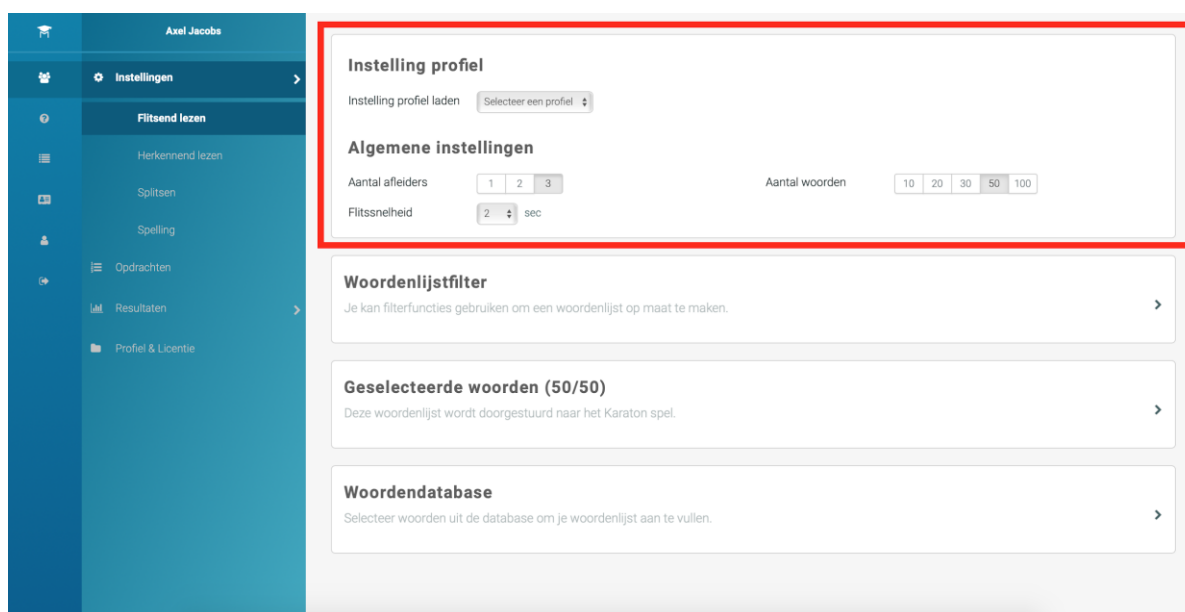 Axel Jacobs
Instellingen
Flitsend lezen
Herkennend lezen
Splitsen
Spelling
Opdrachten
Resultaten
Profiel & Licentie
Instelling profiel
Instelling profiel laden Selecteer een profiel
Algemene instellingen
Aantal afleiders 1 2 3 Aantal woorden 10 20 30 50 100
Flitssnelheid 2 sec
Woordenlijstfilter
Je kan filterfuncties gebruiken om een woordenlijst op maat te maken.
Geselecteerde woorden (50/50)
Deze woordenlijst wordt doorgestuurd naar het Karaton spel.
Woordendatabase
Selecteer woorden uit de database om je woordenlijst aan te vullen.